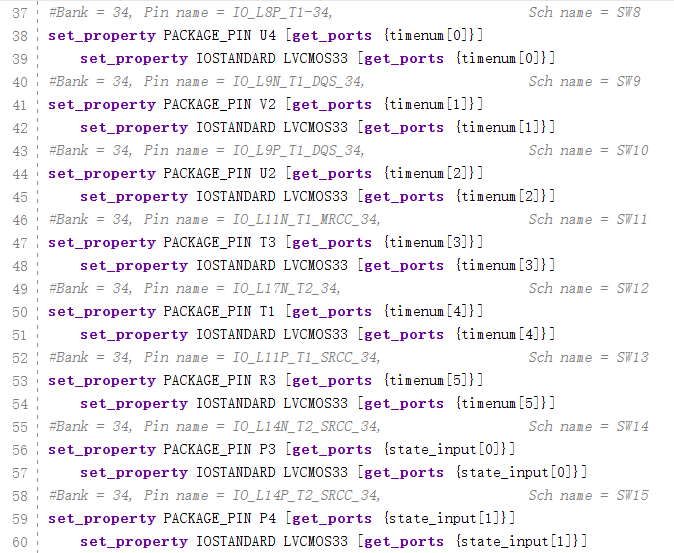 37 #Bank = 34, Pin name = IO_L8P_T1-34, Sch name = SW8
38 set_property PACKAGE_PIN U4 [get_ports {timenum[0]}]
39 set_property IOSTANDARD LVCMOS33 [get_ports {timenum[0]}]
40 #Bank = 34, Pin name = IO_L9N_T1_DQS_34, Sch name = SW9
41 set_property PACKAGE_PIN V2 [get_ports {timenum[1]}]
42 set_property IOSTANDARD LVCMOS33 [get_ports {timenum[1]}]
43 #Bank = 34, Pin name = IO_L9P_T1_DQS_34, Sch name = SW10
44 set_property PACKAGE_PIN U2 [get_ports {timenum[2]}]
45 set_property IOSTANDARD LVCMOS33 [get_ports {timenum[2]}]
46 #Bank = 34, Pin name = IO_L11N_T1_MRCC_34, Sch name = SW11
47 set_property PACKAGE_PIN T3 [get_ports {timenum[3]}]
48 set_property IOSTANDARD LVCMOS33 [get_ports {timenum[3]}]
49 #Bank = 34, Pin name = IO_L17N_T2_34, Sch name = SW12
50 set_property PACKAGE_PIN T1 [get_ports {timenum[4]}]
51 set_property IOSTANDARD LVCMOS33 [get_ports {timenum[4]}]
52 #Bank = 34, Pin name = IO_L11P_T1_SRCC_34, Sch name = SW13
53 set_property PACKAGE_PIN R3 [get_ports {timenum[5]}]
54 set_property IOSTANDARD LVCMOS33 [get_ports {timenum[5]}]
55 #Bank = 34, Pin name = IO_L14N_T2_SRCC_34, Sch name = SW14
56 set_property PACKAGE_PIN P3 [get_ports {state_input[0]}]
57 set_property IOSTANDARD LVCMOS33 [get_ports {state_input[0]}]
58 #Bank = 34, Pin name = IO_L14P_T2_SRCC_34, Sch name = SW15
59 set_property PACKAGE_PIN P4 [get_ports {state_input[1]}]
60 set_property IOSTANDARD LVCMOS33 [get_ports {state_input[1]}]